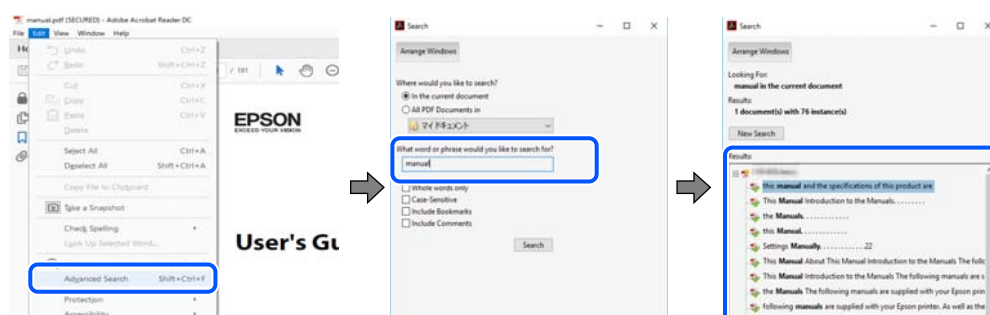 manual.pdf (SECURED) - Adobe Acrobat Reader DC
File Edit View Window Help
Undo Ctrl+Z
Redo Shift+Ctrl+Z
Cut Ctrl+X
Copy Ctrl+C
Paste Ctrl+V
Delete
Select All Ctrl+A
Deselect All Shift+Ctrl+A
Copy File to Clipboard
Take a Snapshot
Check Spelling
Look Up Selected Word...
Advanced Search Shift+Ctrl+F
Protection
Accessibility
/ 191
EPSON
EXCEED YOUR VISION
User's Gu
Search
Arrange Windows
Where would you like to search?
In the current document
All PDF Documents in
マイ ドキュメント
What word or phrase would you like to search for?
manual
Whole words only
Case-Sensitive
Include Bookmarks
Include Comments
Search
Search
Arrange Windows
Looking For:
manual in the current document
Results:
1 document(s) with 76 instance(s)
New Search
Results:
this manual and the specifications of this product are
This Manual Introduction to the Manuals. . . . . . . . .
the Manuals. . . . . . . . . . . . .
this Manual. . . . . . . . . . . . .
Settings Manually. . . . . . . . . . . . .22
This Manual About This Manual Introduction to the Manuals The follo
This Manual Introduction to the Manuals The following manuals are s
the Manuals The following manuals are supplied with your Epson prin
following manuals are supplied with your Epson printer. As well as the